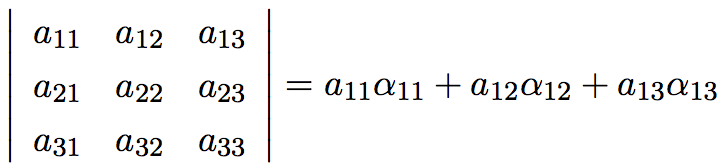 | a₁₁ a₁₂ a₁₃ |
| a₂₁ a₂₂ a₂₃ | = a₁₁α₁₁ + a₁₂α₁₂ + a₁₃α₁₃
| a₃₁ a₃₂ a₃₃ |